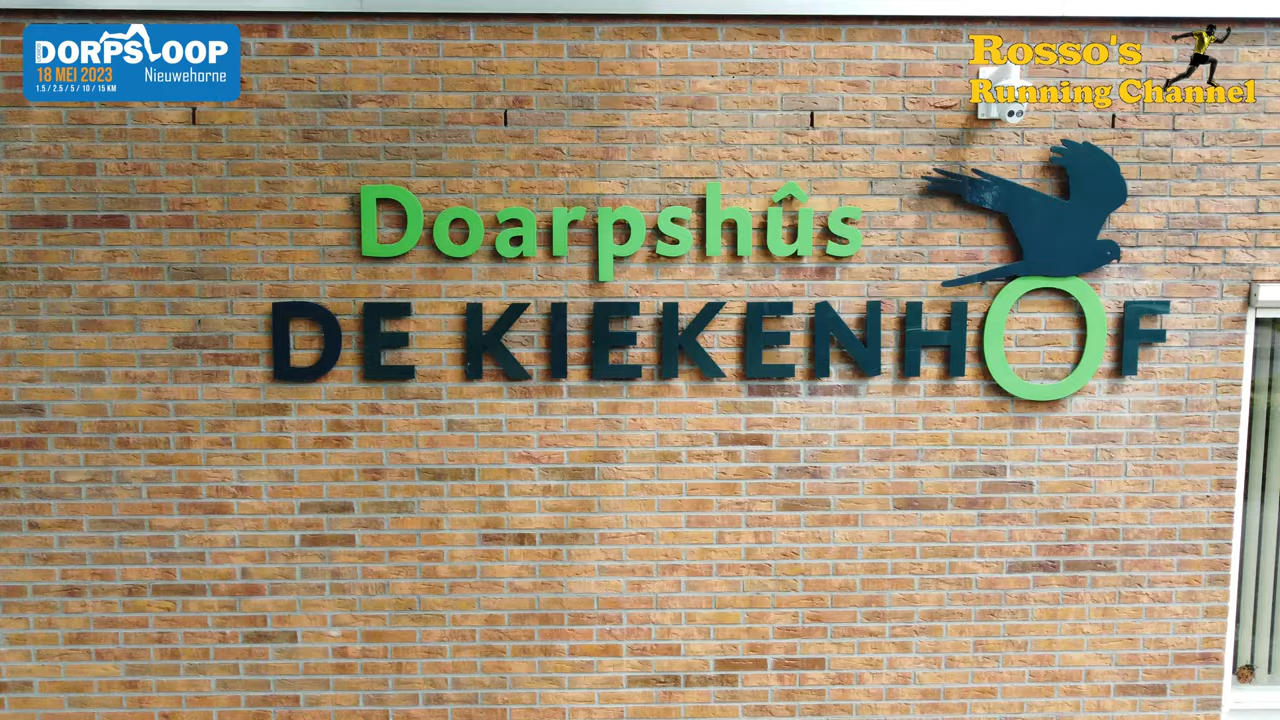 DORPSLOOP
18 MEI 2023 Nieuwehorne
1.5 / 2.5 / 5 / 10 / 15 KM
Rosso's
Running Channel
Doarpshûs
DE KIEKENHOF